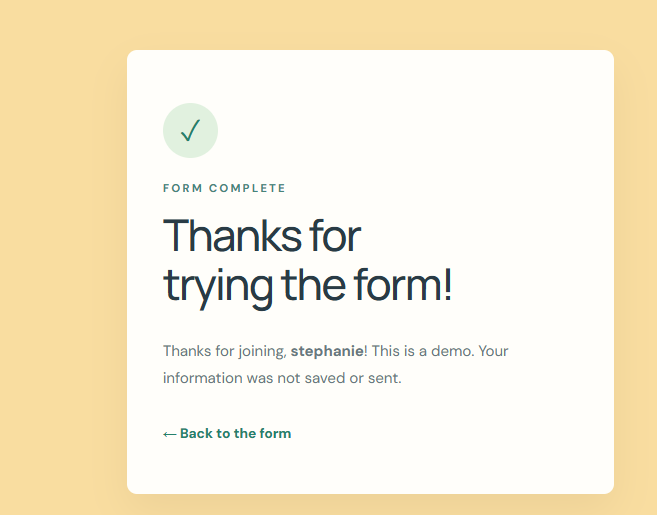 FORM COMPLETE
Thanks for
trying the form!
Thanks for joining, stephanie! This is a demo. Your
information was not saved or sent.
← Back to the form